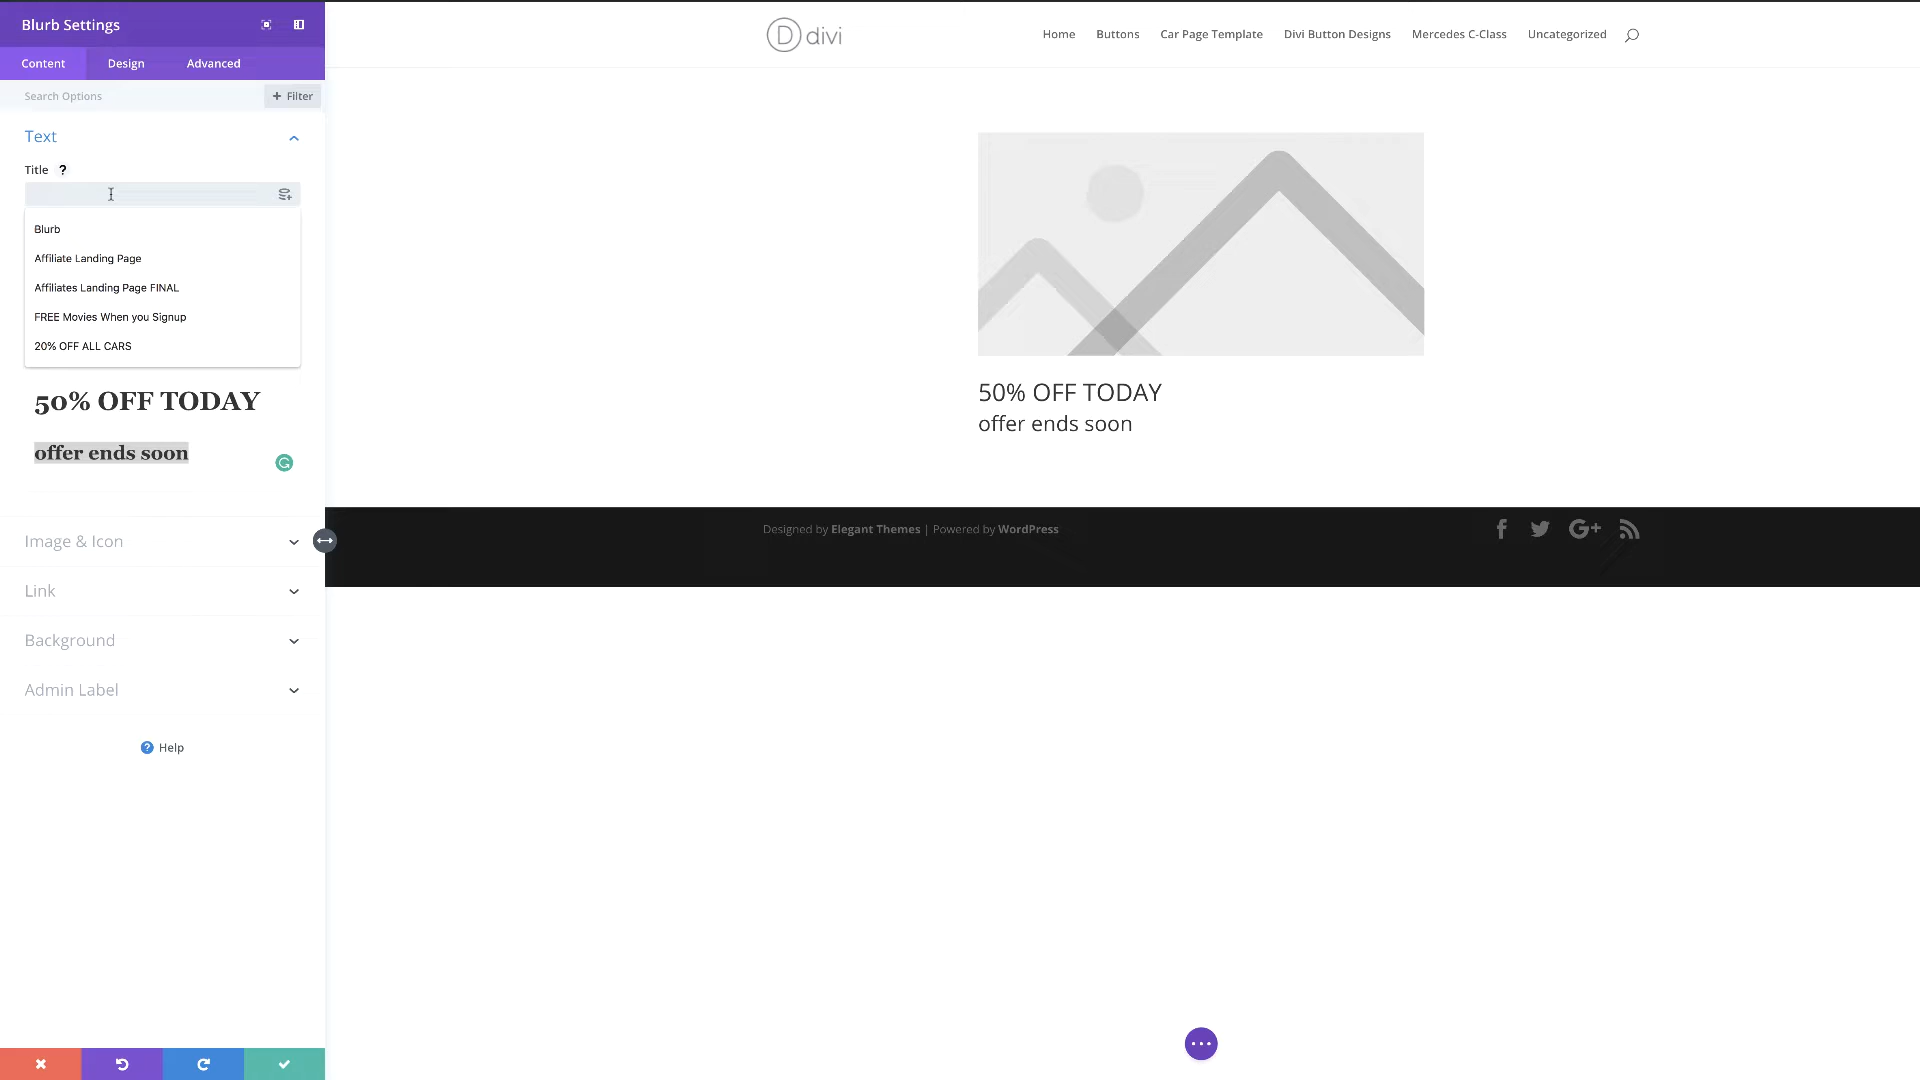 Blurb Settings
Content Design Advanced
Search Options + Filter
Text
Title ?
Blurb
Affiliate Landing Page
Affiliates Landing Page FINAL
FREE Movies When you Signup
20% OFF ALL CARS
50% OFF TODAY
offer ends soon
Image & Icon
Link
Background
Admin Label
? Help
D divi
Home Buttons Car Page Template Divi Button Designs Mercedes C-Class Uncategorized
50% OFF TODAY
offer ends soon
Designed by Elegant Themes | Powered by WordPress